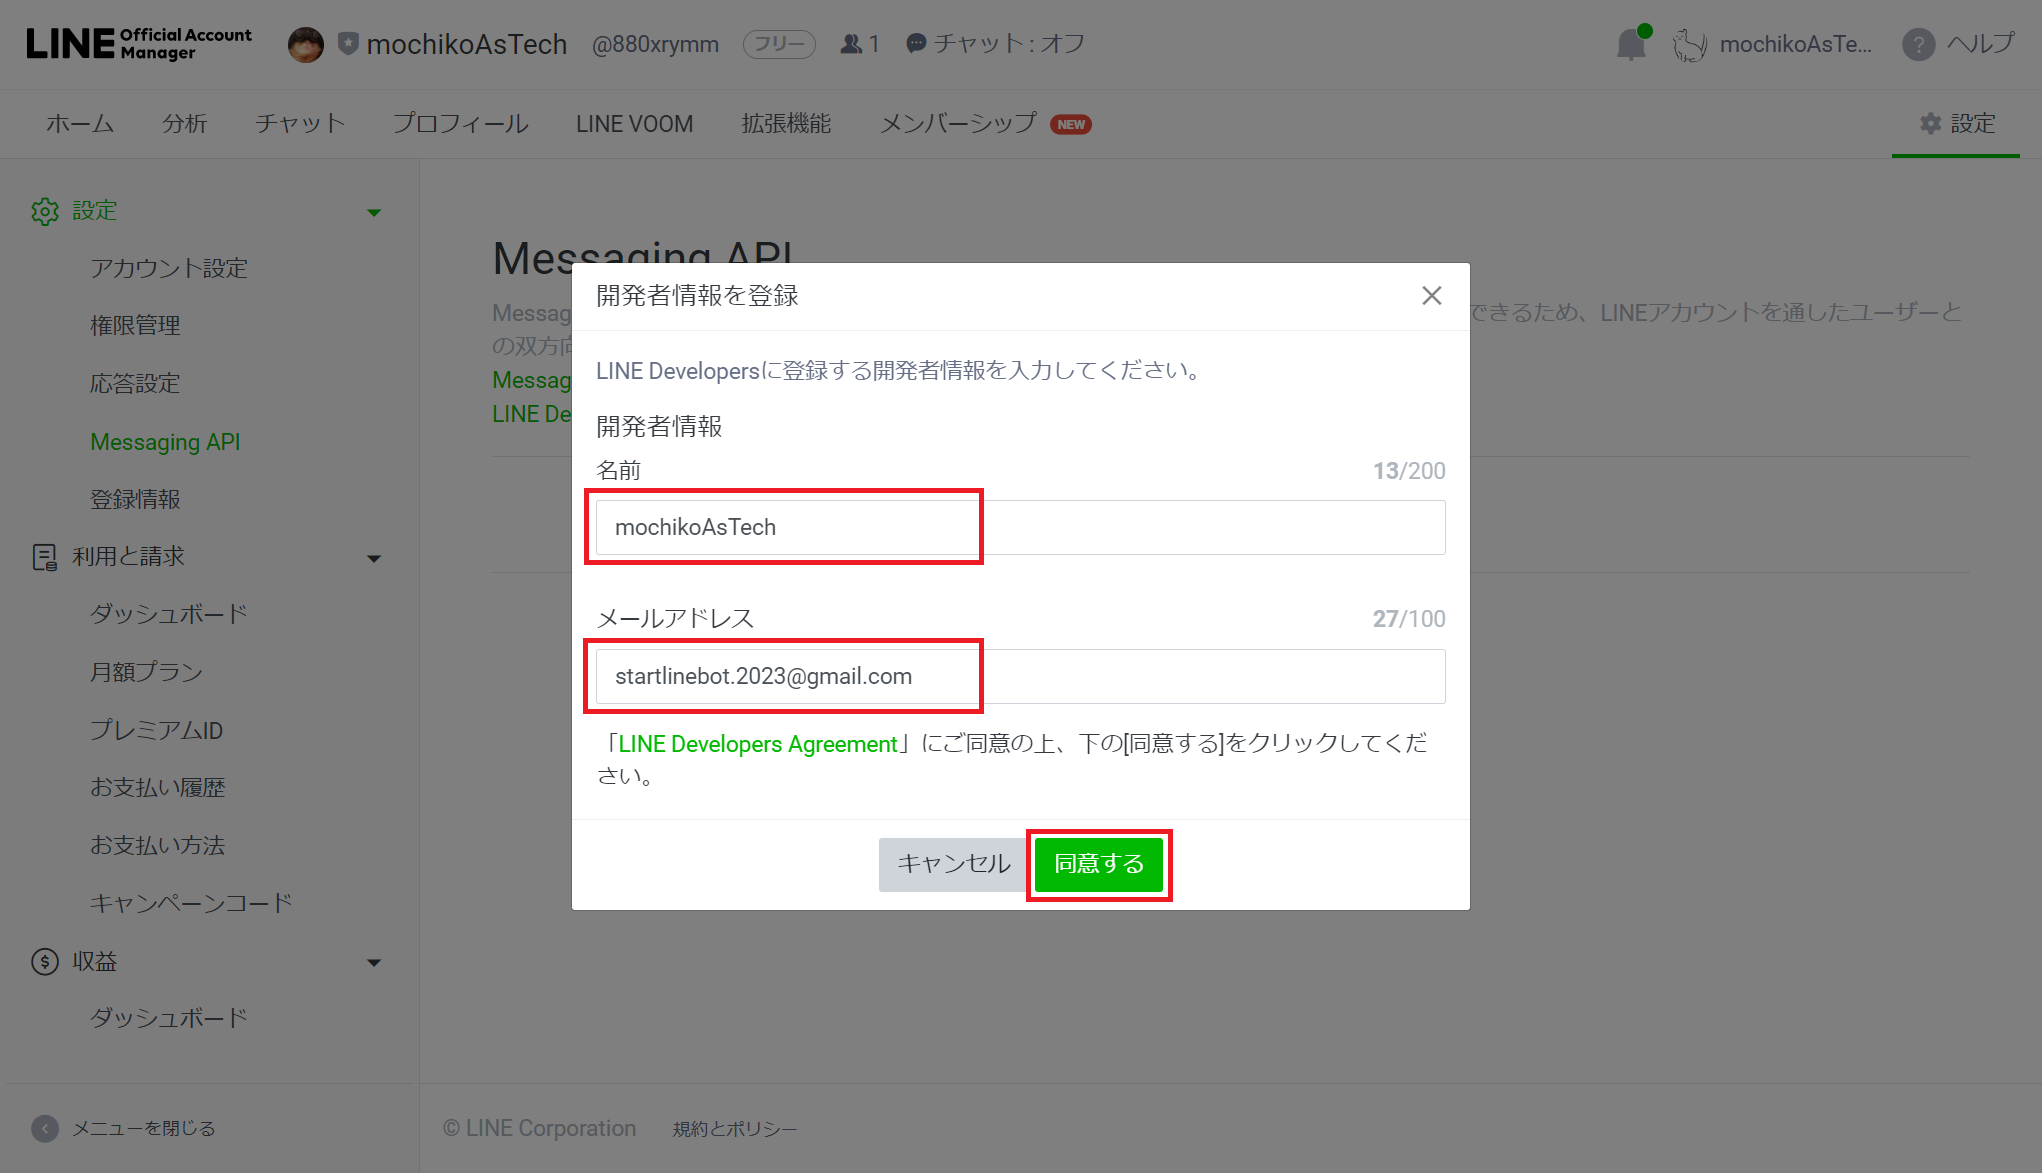 LINE Official Account Manager
mochikoAsTech @880xrymm フリー 1 チャット : オフ
mochikoAsTe... ? ヘルプ
ホーム 分析 チャット プロフィール LINE VOOM 拡張機能 メンバーシップ NEW 設定
設定
アカウント設定
権限管理
応答設定
Messaging API
登録情報
利用と請求
ダッシュボード
月額プラン
プレミアムID
お支払い履歴
お支払い方法
キャンペーンコード
収益
ダッシュボード
メニューを閉じる
Messaging API
Messag
できるため、LINEアカウントを通したユーザーと
の双方向
Messag
LINE De
開発者情報を登録
LINE Developersに登録する開発者情報を入力してください。
開発者情報
名前 13/200
mochikoAsTech
メールアドレス 27/100
startlinebot.2023@gmail.com
「LINE Developers Agreement」にご同意の上、下の[同意する]をクリックしてくだ
さい。
キャンセル 同意する
© LINE Corporation 規約とポリシー